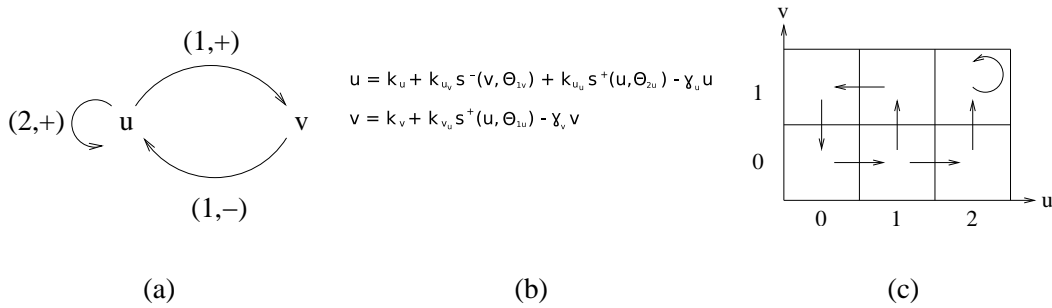 (1,+)
(2,+)
u
v
(1,–)
(a)
u = k_u + k_{u_v} s⁻(v,Θ_{1v}) + k_{u_u} s⁺(u,Θ_{2u}) - γ_u u
v = k_v + k_{v_u} s⁺(u,Θ_{1u}) - γ_v v
(b)
v
1
0
0 1 2
u
(c)